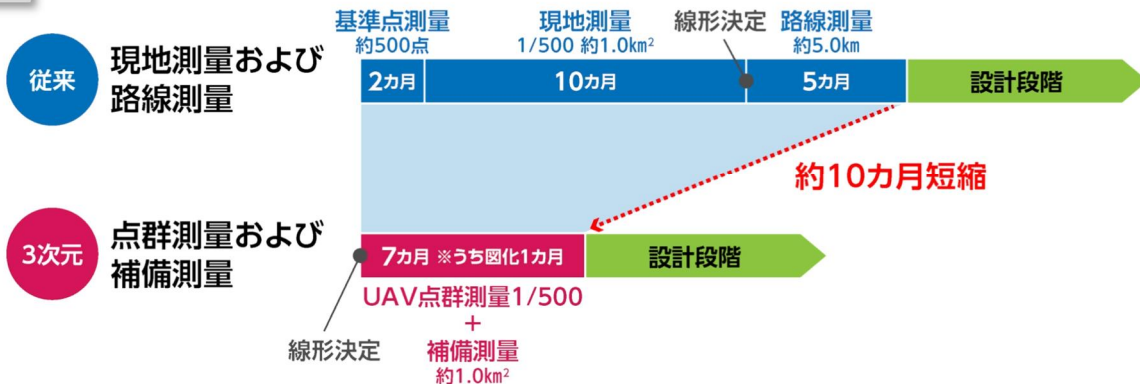 基準点測量
約500点
現地測量
1/500 約1.0km²
線形決定
路線測量
約5.0km
従来
現地測量および
路線測量
2カ月
10カ月
5カ月
設計段階
約10カ月短縮
3次元
点群測量および
補備測量
7カ月 ※うち図化1カ月
設計段階
UAV点群測量1/500
+
補備測量
約1.0km²
線形決定